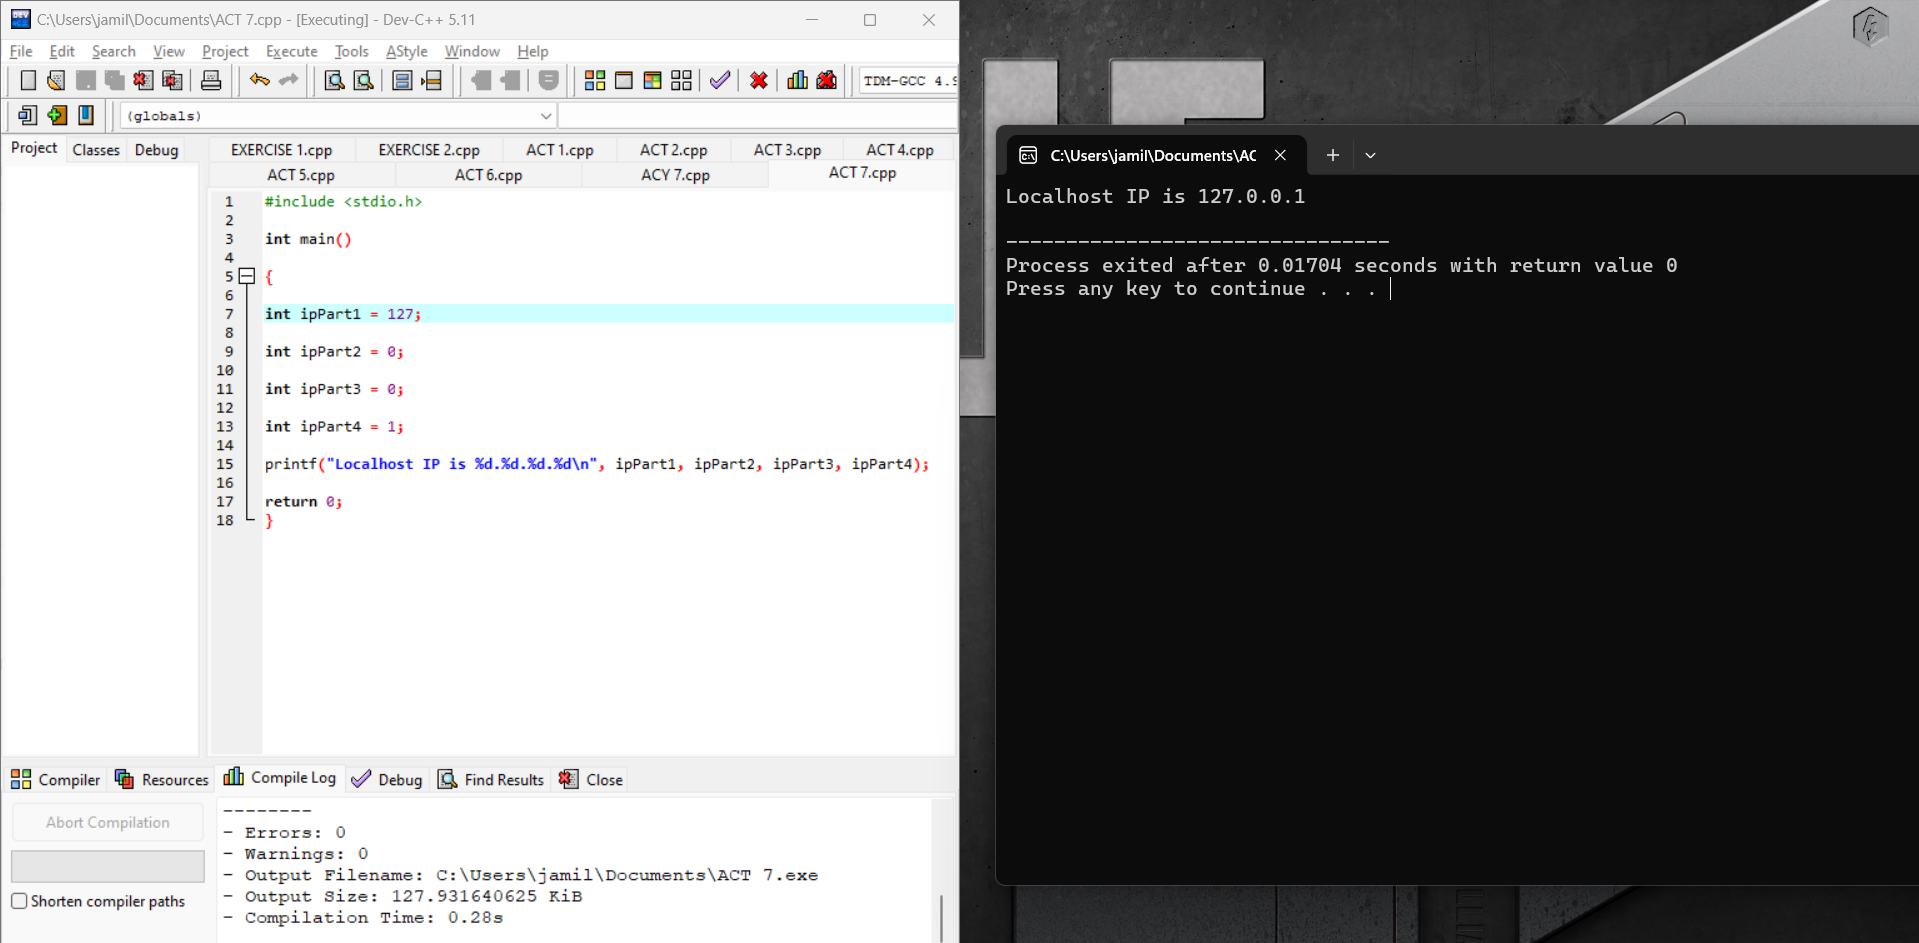 C:\Users\jamil\Documents\ACT 7.cpp - [Executing] - Dev-C++ 5.11
File Edit Search View Project Execute Tools AStyle Window Help
TDM-GCC 4.9
(globals)
Project Classes Debug
EXERCISE 1.cpp EXERCISE 2.cpp ACT 1.cpp ACT 2.cpp ACT 3.cpp ACT 4.cpp
ACT 5.cpp ACT 6.cpp ACY 7.cpp ACT 7.cpp
1 #include <stdio.h>
2
3 int main()
4
5 {
6
7 int ipPart1 = 127;
8
9 int ipPart2 = 0;
10
11 int ipPart3 = 0;
12
13 int ipPart4 = 1;
14
15 printf("Localhost IP is %d.%d.%d.%d\n", ipPart1, ipPart2, ipPart3, ipPart4);
16
17 return 0;
18 }
Compiler Resources Compile Log Debug Find Results Close
Abort Compilation
Shorten compiler paths
--------
- Errors: 0
- Warnings: 0
- Output Filename: C:\Users\jamil\Documents\ACT 7.exe
- Output Size: 127.931640625 KiB
- Compilation Time: 0.28s
C:\Users\jamil\Documents\AC
Localhost IP is 127.0.0.1
--------------------------------
Process exited after 0.01704 seconds with return value 0
Press any key to continue . . .